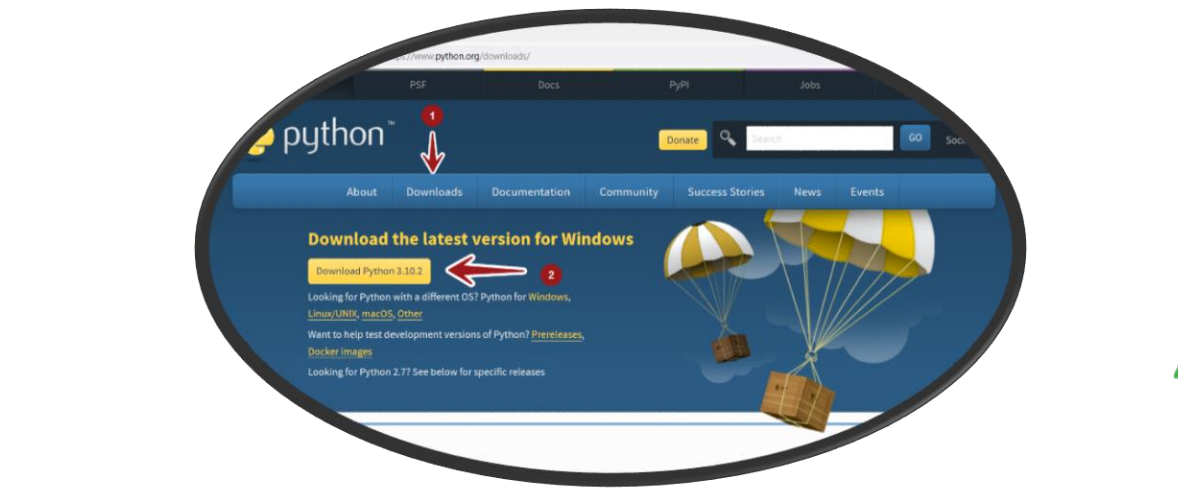 ://www.python.org/downloads/
PSF Docs PyPI Jobs
1
python™
Donate Search GO
About Downloads Documentation Community Success Stories News Events
Download the latest version for Windows
Download Python 3.10.2 2
Looking for Python with a different OS? Python for Windows,
Linux/UNIX, macOS, Other
Want to help test development versions of Python? Prereleases,
Docker images
Looking for Python 2.7? See below for specific releases